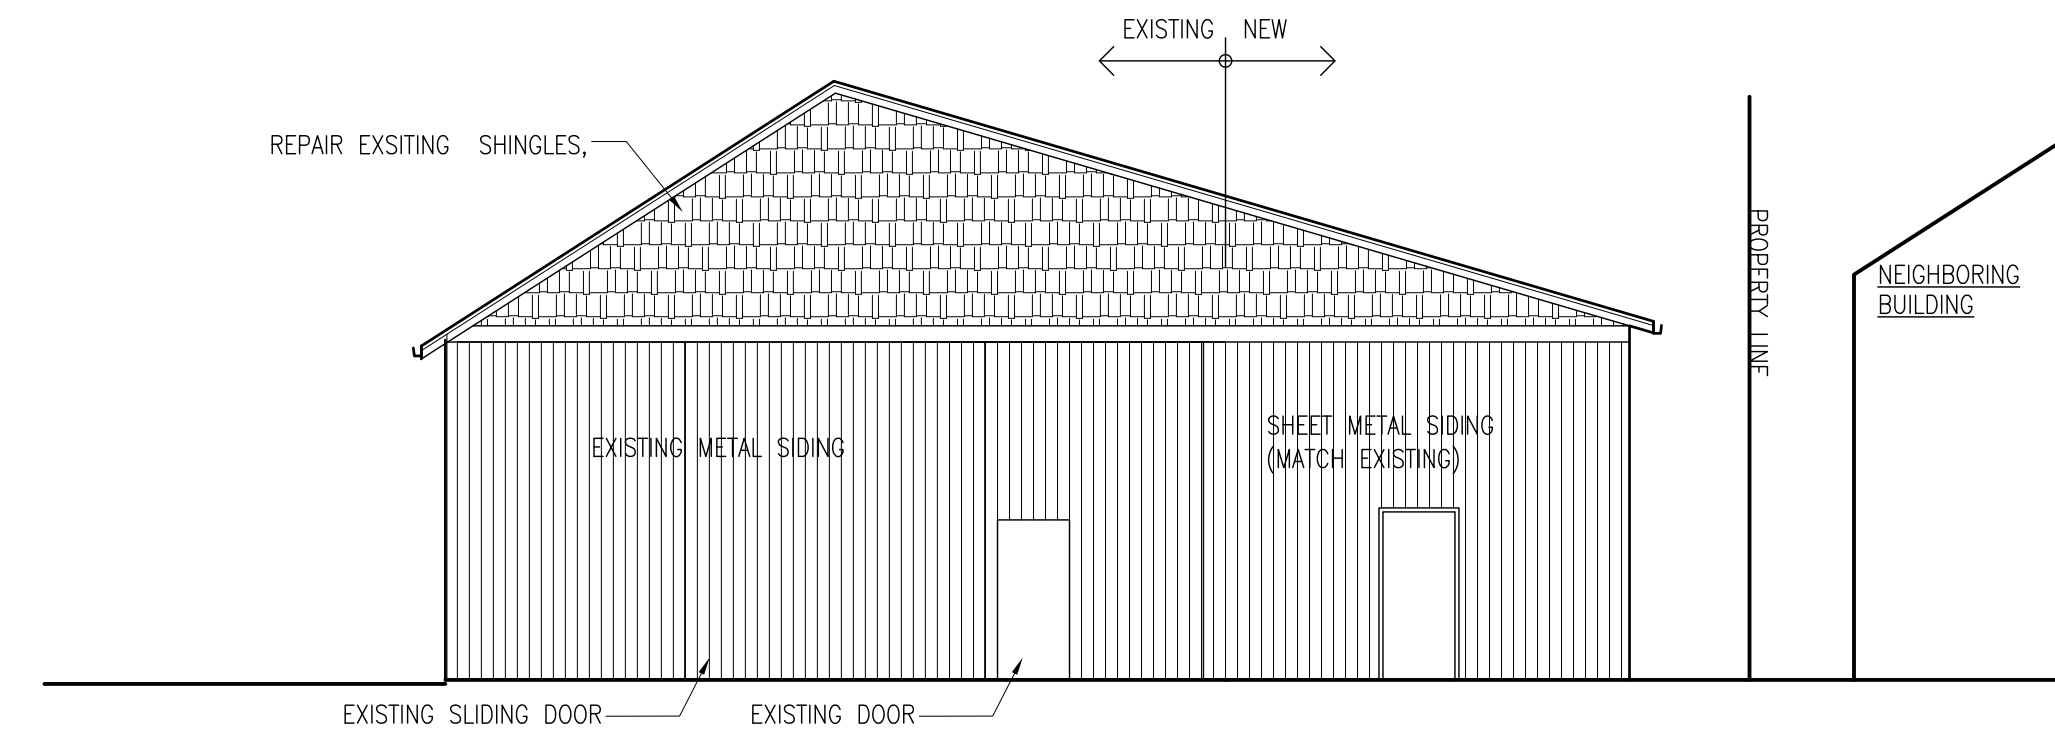 EXISTING NEW
REPAIR EXSITING SHINGLES,
PROPERTY LINE
NEIGHBORING
BUILDING
EXISTING METAL SIDING
SHEET METAL SIDING
(MATCH EXISTING)
EXISTING SLIDING DOOR
EXISTING DOOR